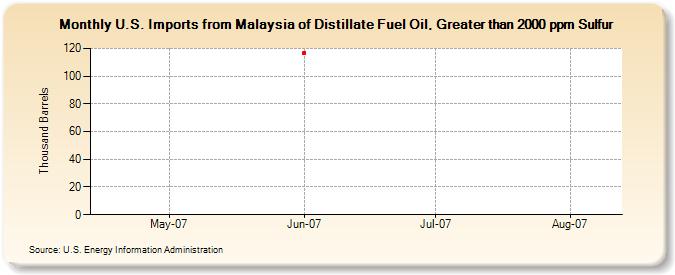 Monthly U.S. Imports from Malaysia of Distillate Fuel Oil, Greater than 2000 ppm Sulfur
Thousand Barrels
120
100
80
60
40
20
0
May-07 Jun-07 Jul-07 Aug-07
Source: U.S. Energy Information Administration